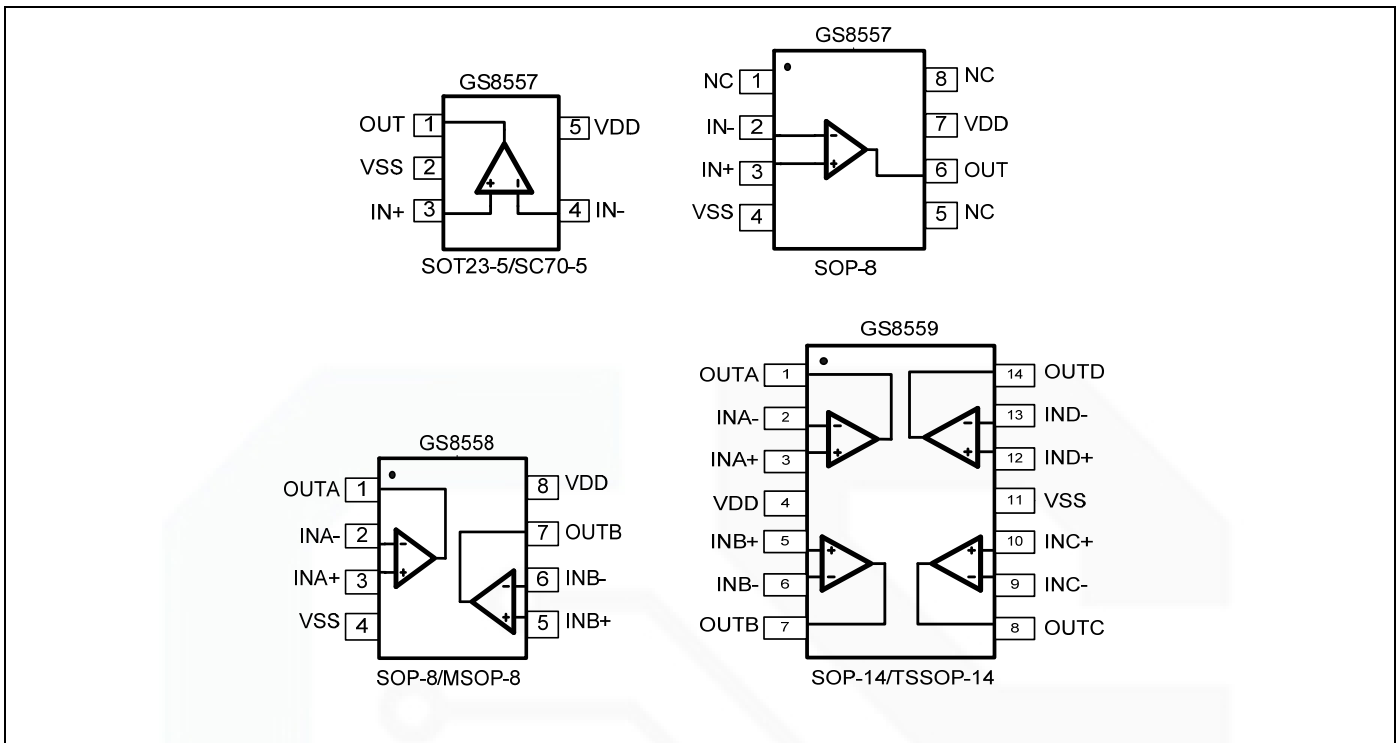 GS8557
OUT 1 5 VDD
VSS 2
IN+ 3 4 IN-
+ -
SOT23-5/SC70-5
GS8557
NC 1 8 NC
IN- 2 - 7 VDD
IN+ 3 + 6 OUT
VSS 4 5 NC
SOP-8
GS8558
OUTA 1 8 VDD
INA- 2 - 7 OUTB
INA+ 3 + - 6 INB-
VSS 4 + 5 INB+
SOP-8/MSOP-8
GS8559
OUTA 1 14 OUTD
INA- 2 - - 13 IND-
INA+ 3 + + 12 IND+
VDD 4 11 VSS
INB+ 5 + + 10 INC+
INB- 6 - - 9 INC-
OUTB 7 8 OUTC
SOP-14/TSSOP-14